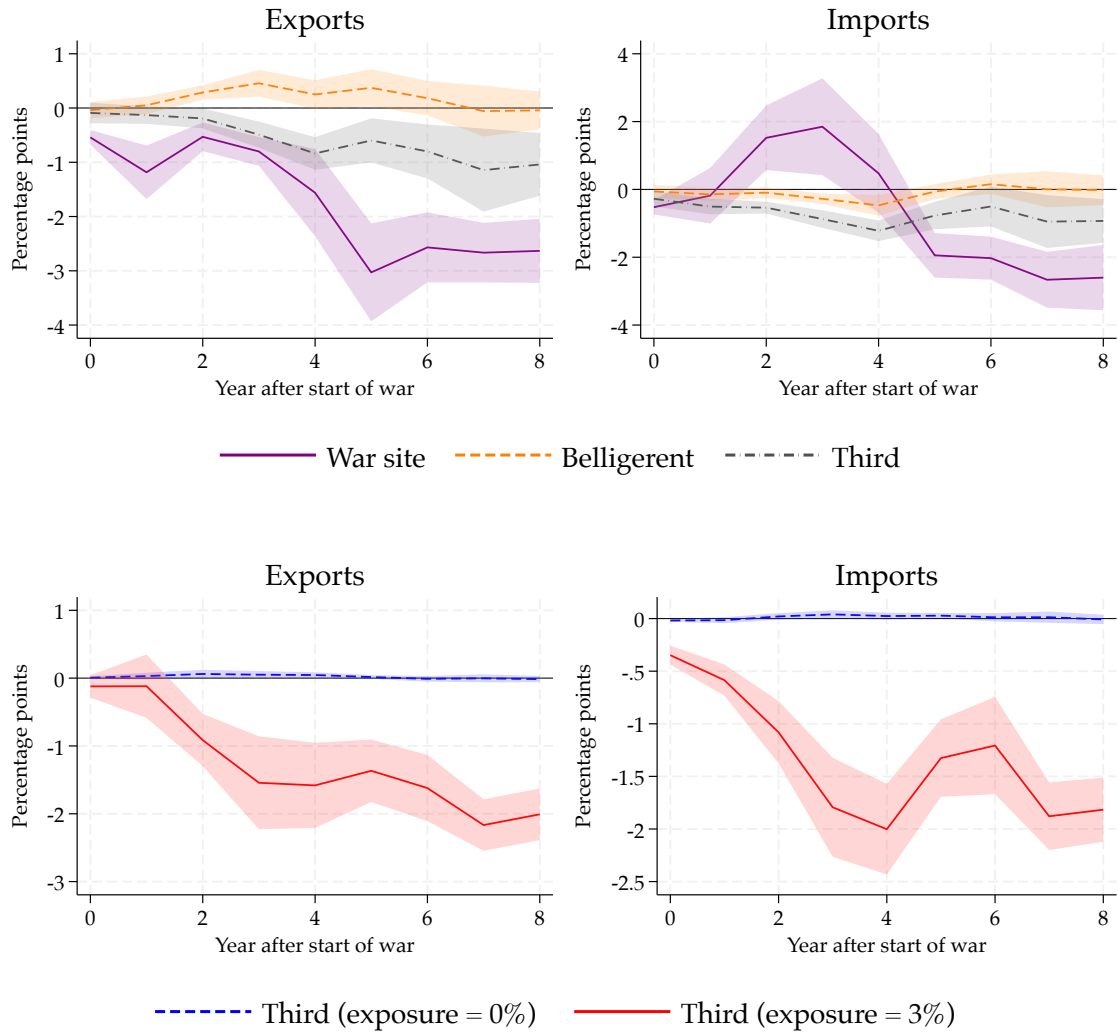 Exports
Imports
Percentage points
1
0
-1
-2
-3
-4
0 2 4 6 8
Year after start of war
Percentage points
4
2
0
-2
-4
0 2 4 6 8
Year after start of war
War site Belligerent Third
Exports
Imports
Percentage points
1
0
-1
-2
-3
0 2 4 6 8
Year after start of war
Percentage points
0
-.5
-1
-1.5
-2
-2.5
0 2 4 6 8
Year after start of war
Third (exposure = 0%) Third (exposure = 3%)